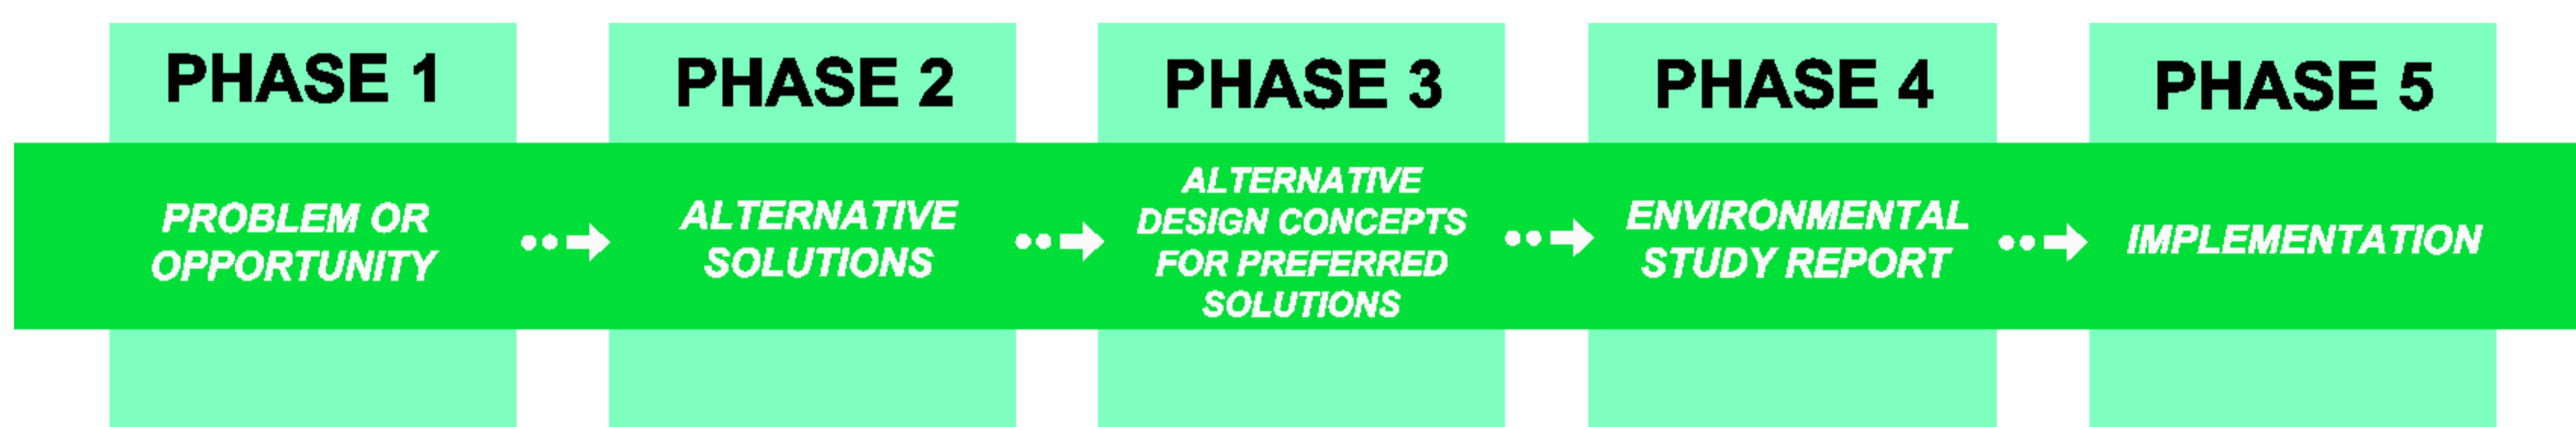 PHASE 1
PROBLEM OR
OPPORTUNITY
PHASE 2
ALTERNATIVE
SOLUTIONS
PHASE 3
ALTERNATIVE
DESIGN CONCEPTS
FOR PREFERRED
SOLUTIONS
PHASE 4
ENVIRONMENTAL
STUDY REPORT
PHASE 5
IMPLEMENTATION